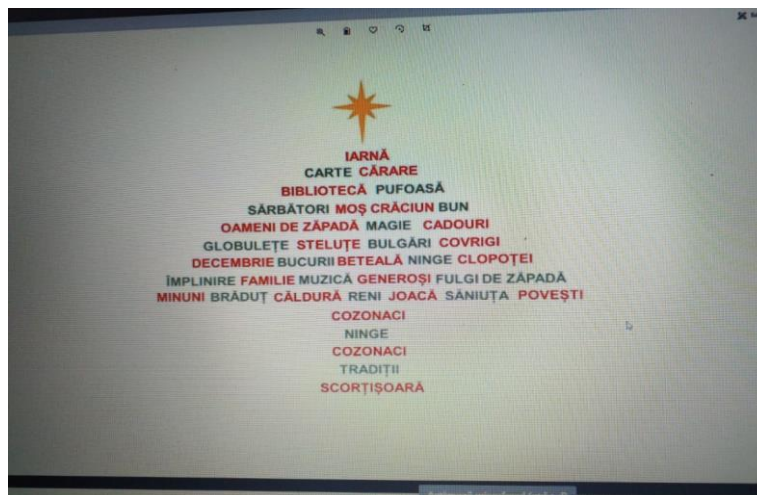 IARNĂ
CARTE CĂRARE
BIBLIOTECĂ PUFOASĂ
SĂRBĂTORI MOȘ CRĂCIUN BUN
OAMENI DE ZĂPADĂ MAGIE CADOURI
GLOBULEȚE STELUȚE BULGĂRI COVRIGI
DECEMBRIE BUCURII BETEALĂ NINGE CLOPOȚEI
ÎMPLINIRE FAMILIE MUZICĂ GENEROȘI FULGI DE ZĂPADĂ
MINUNI BRĂDUȚ CĂLDURĂ RENI JOACĂ SĂNIUȚA POVEȘTI
COZONACI
NINGE
COZONACI
TRADIȚII
SCORȚIȘOARĂ